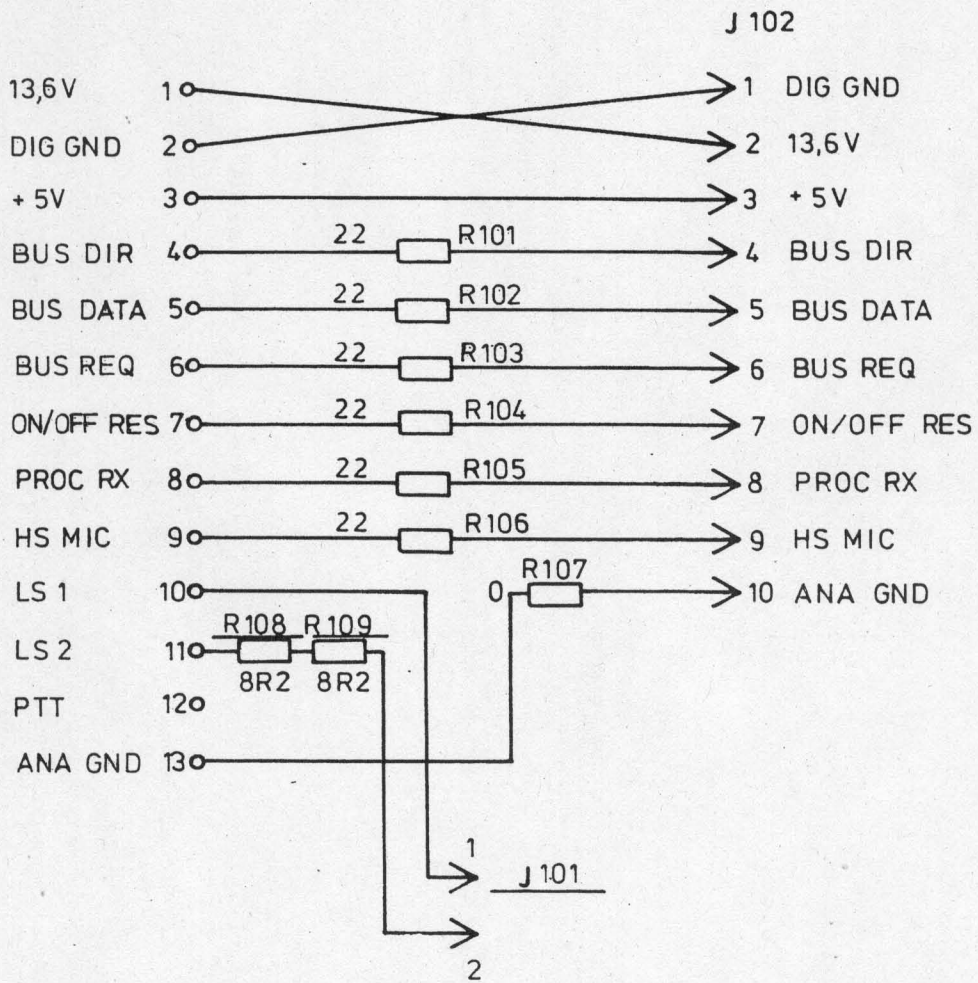 J 102
13,6 V 1 1 DIG GND
DIG GND 2 2 13,6 V
+ 5V 3 3 + 5V
BUS DIR 4 22 R101 4 BUS DIR
BUS DATA 5 22 R102 5 BUS DATA
BUS REQ 6 22 R103 6 BUS REQ
ON/OFF RES 7 22 R104 7 ON/OFF RES
PROC RX 8 22 R105 8 PROC RX
HS MIC 9 22 R106 9 HS MIC
R107
LS 1 10 0 10 ANA GND
R108 R109
LS 2 11
8R2 8R2
PTT 12
ANA GND 13
1
J 101
2